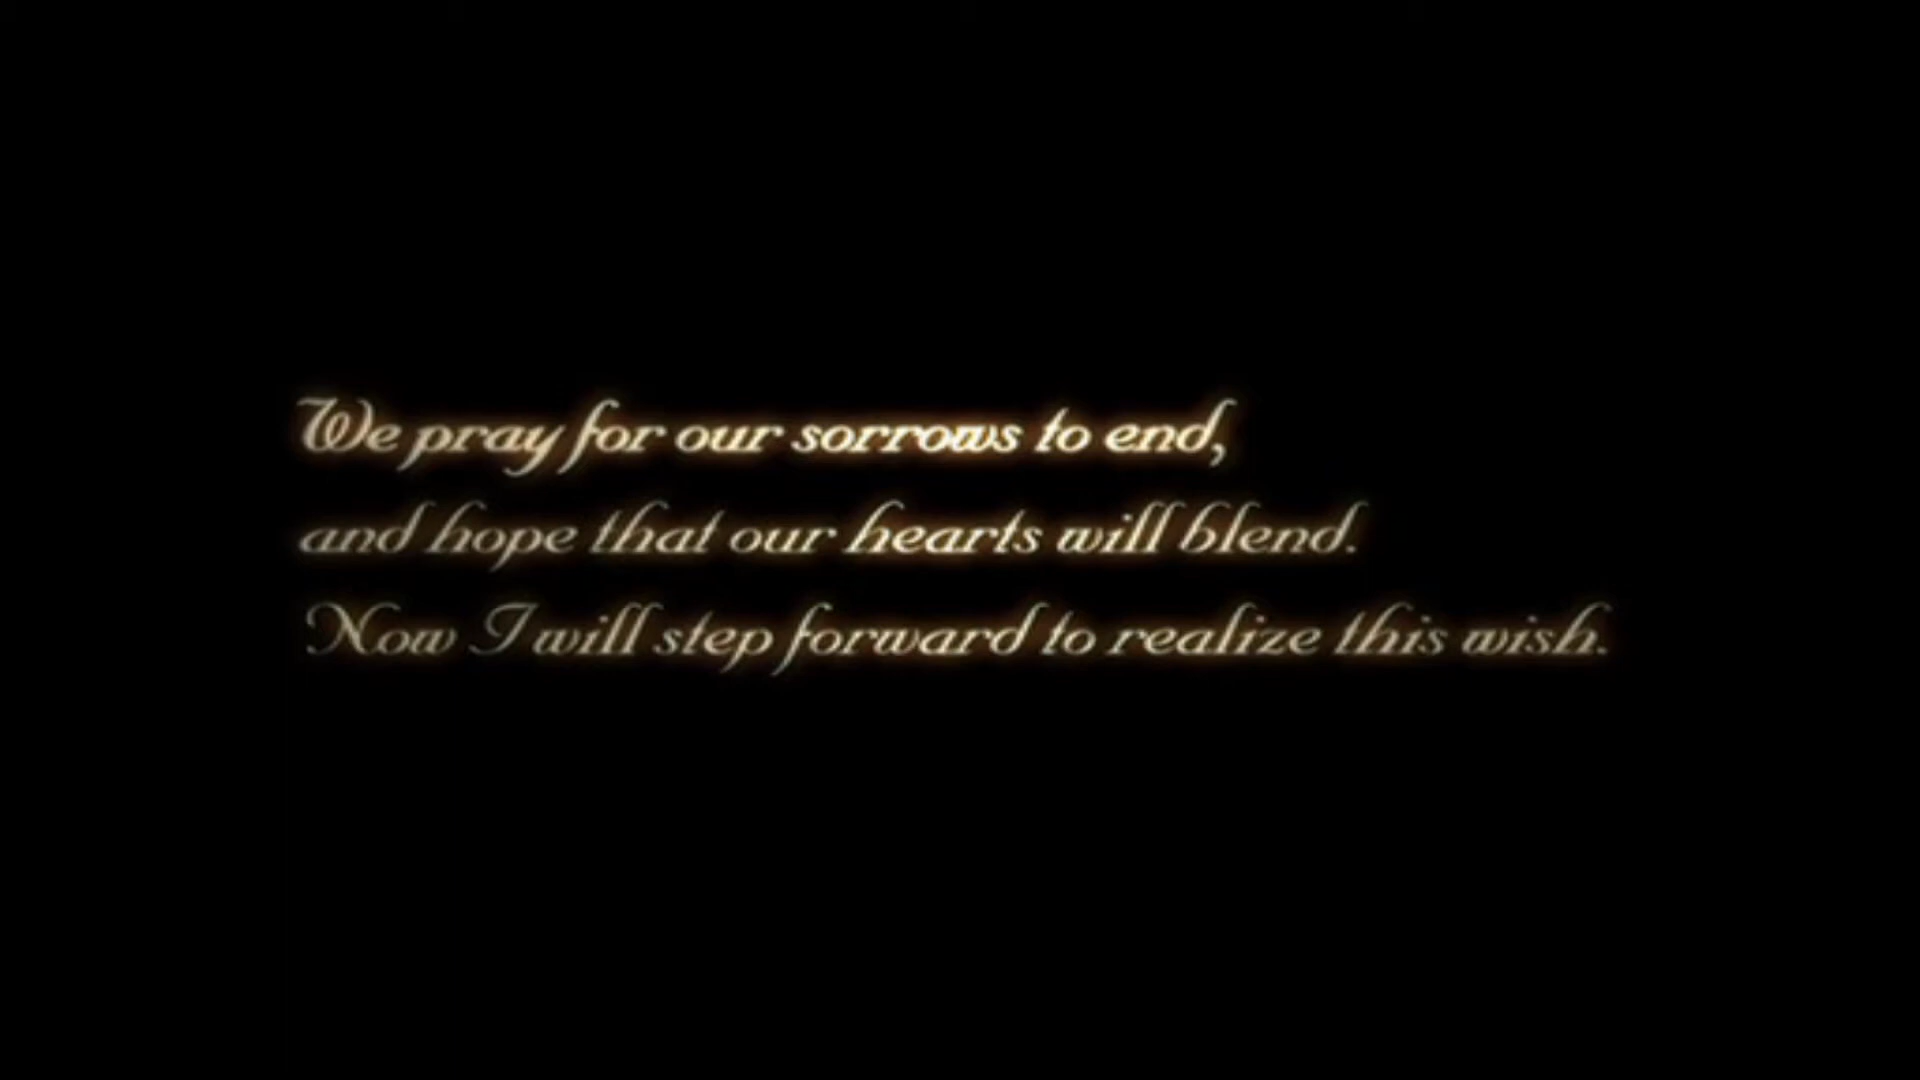 We pray for our sorrows to end,
and hope that our hearts will blend.
Now I will step forward to realize this wish.